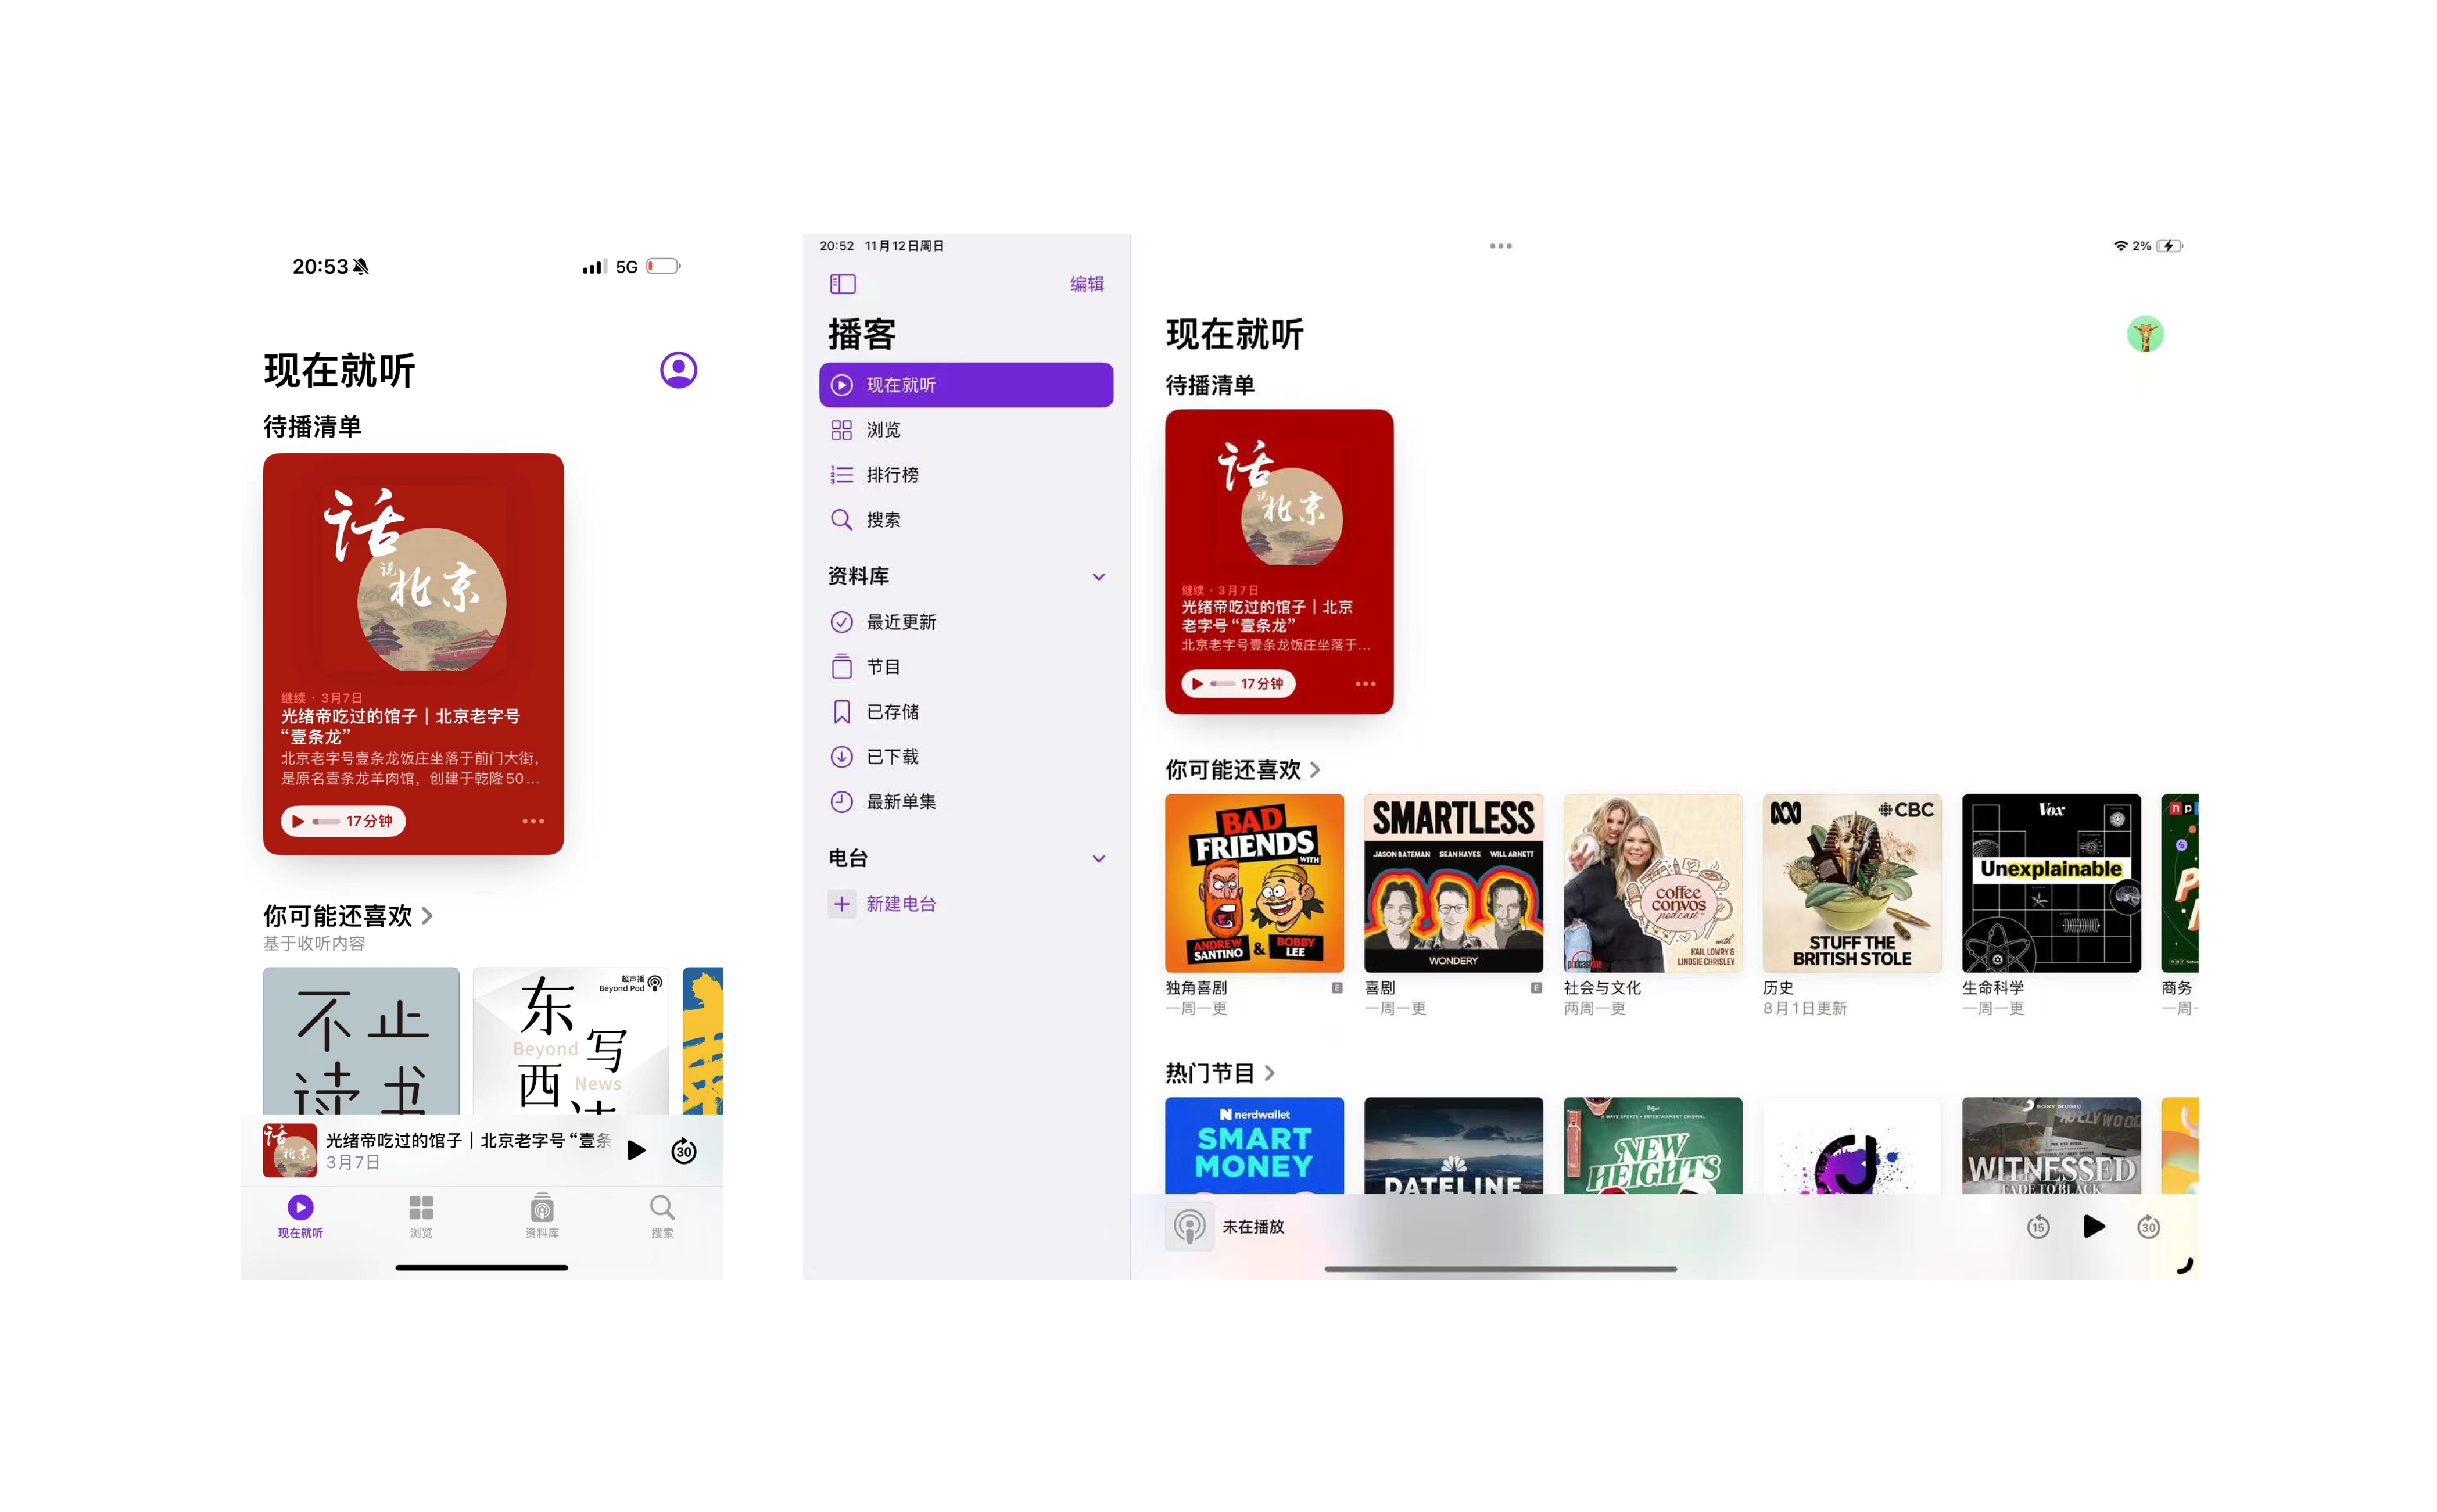 20:53
5G
现在就听
待播清单
话
说
北京
继续 · 3月7日
光绪帝吃过的馆子｜北京老字号
“壹条龙”
北京老字号壹条龙饭庄坐落于前门大街，
是原名壹条龙羊肉馆，创建于乾隆50...
17分钟
你可能还喜欢
基于收听内容
不止
读书
超声播
Beyond Pod
东
Beyond 写
西 News
读
话
北京
光绪帝吃过的馆子｜北京老字号“壹条
3月7日
30
现在就听
浏览
资料库
搜索
20:52 11月12日周日
编辑
播客
现在就听
浏览
排行榜
搜索
资料库
最近更新
节目
已存储
已下载
最新单集
电台
新建电台
2%
现在就听
待播清单
话
说
北京
继续 · 3月7日
光绪帝吃过的馆子｜北京
老字号“壹条龙”
北京老字号壹条龙饭庄坐落于...
17分钟
你可能还喜欢
BAD
FRIENDS
WITH
ANDREW
SANTINO
&
BOBBY
LEE
独角喜剧 E
一周一更
SMARTLESS
JASON BATEMAN SEAN HAYES WILL ARNETT
WONDERY
喜剧 E
一周一更
coffee
convos
podcast
with
KAIL LOWRY &
LINDSIE CHRISLEY
podcastone
社会与文化
两周一更
CBC
STUFF THE
BRITISH STOLE
历史
8月1日更新
Vox
Unexplainable
生命科学
一周一更
np
商务
一周一
热门节目
nerdwallet
SMART
MONEY
DATELINE
A WAVE SPORTS + ENTERTAINMENT ORIGINAL
NEW
HEIGHTS
SONY MUSIC
HOLLYWOOD
WITNESSED
FADE TO BLACK
未在播放
15
30